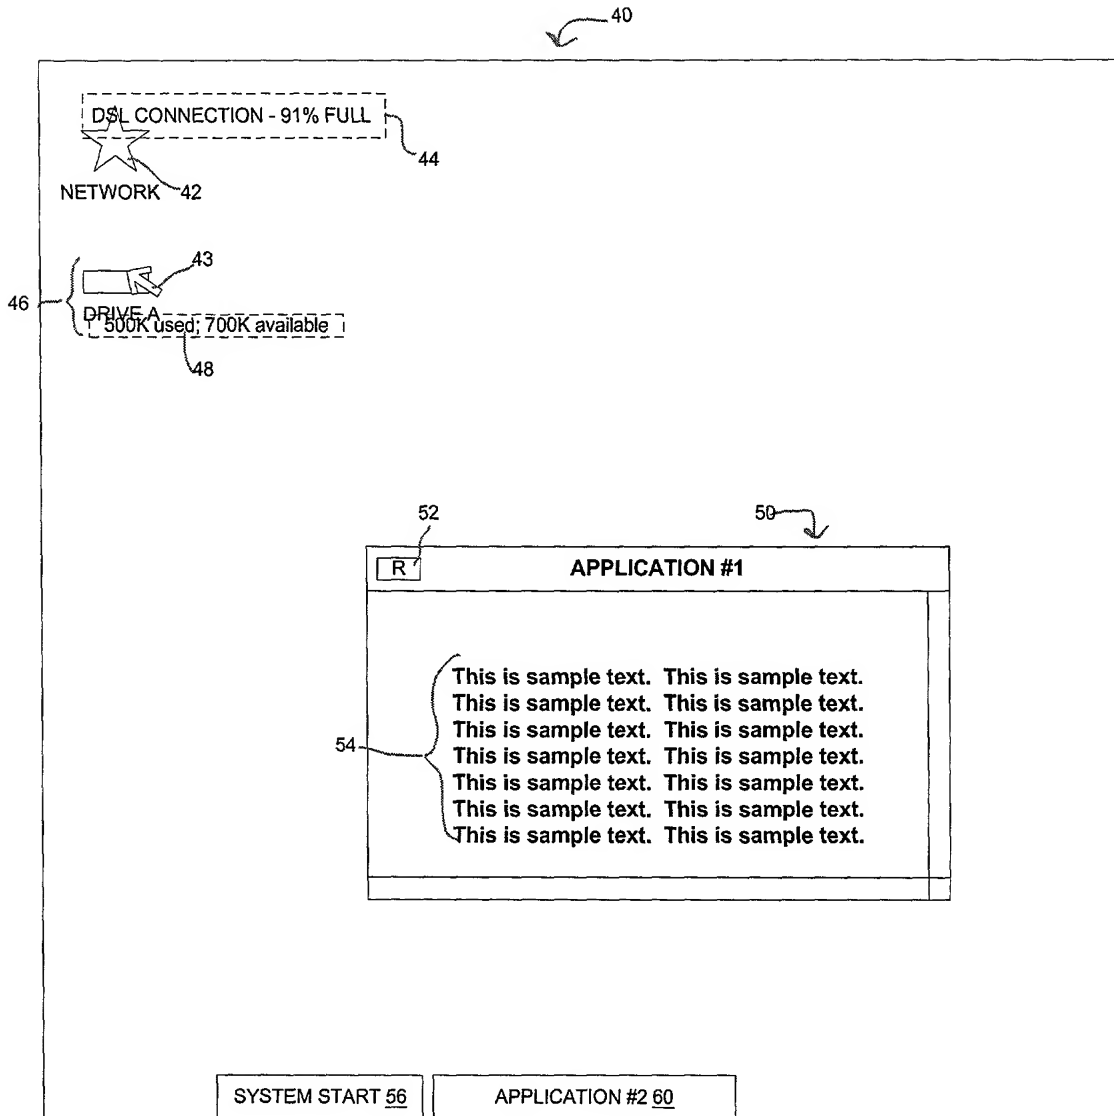 40
DSL CONNECTION - 91% FULL
44
NETWORK
42
43
46
DRIVE A
500K used; 700K available
48
52
50
R
APPLICATION #1
This is sample text. This is sample text.
This is sample text. This is sample text.
This is sample text. This is sample text.
54
This is sample text. This is sample text.
This is sample text. This is sample text.
This is sample text. This is sample text.
This is sample text. This is sample text.
SYSTEM START 56
APPLICATION #2 60